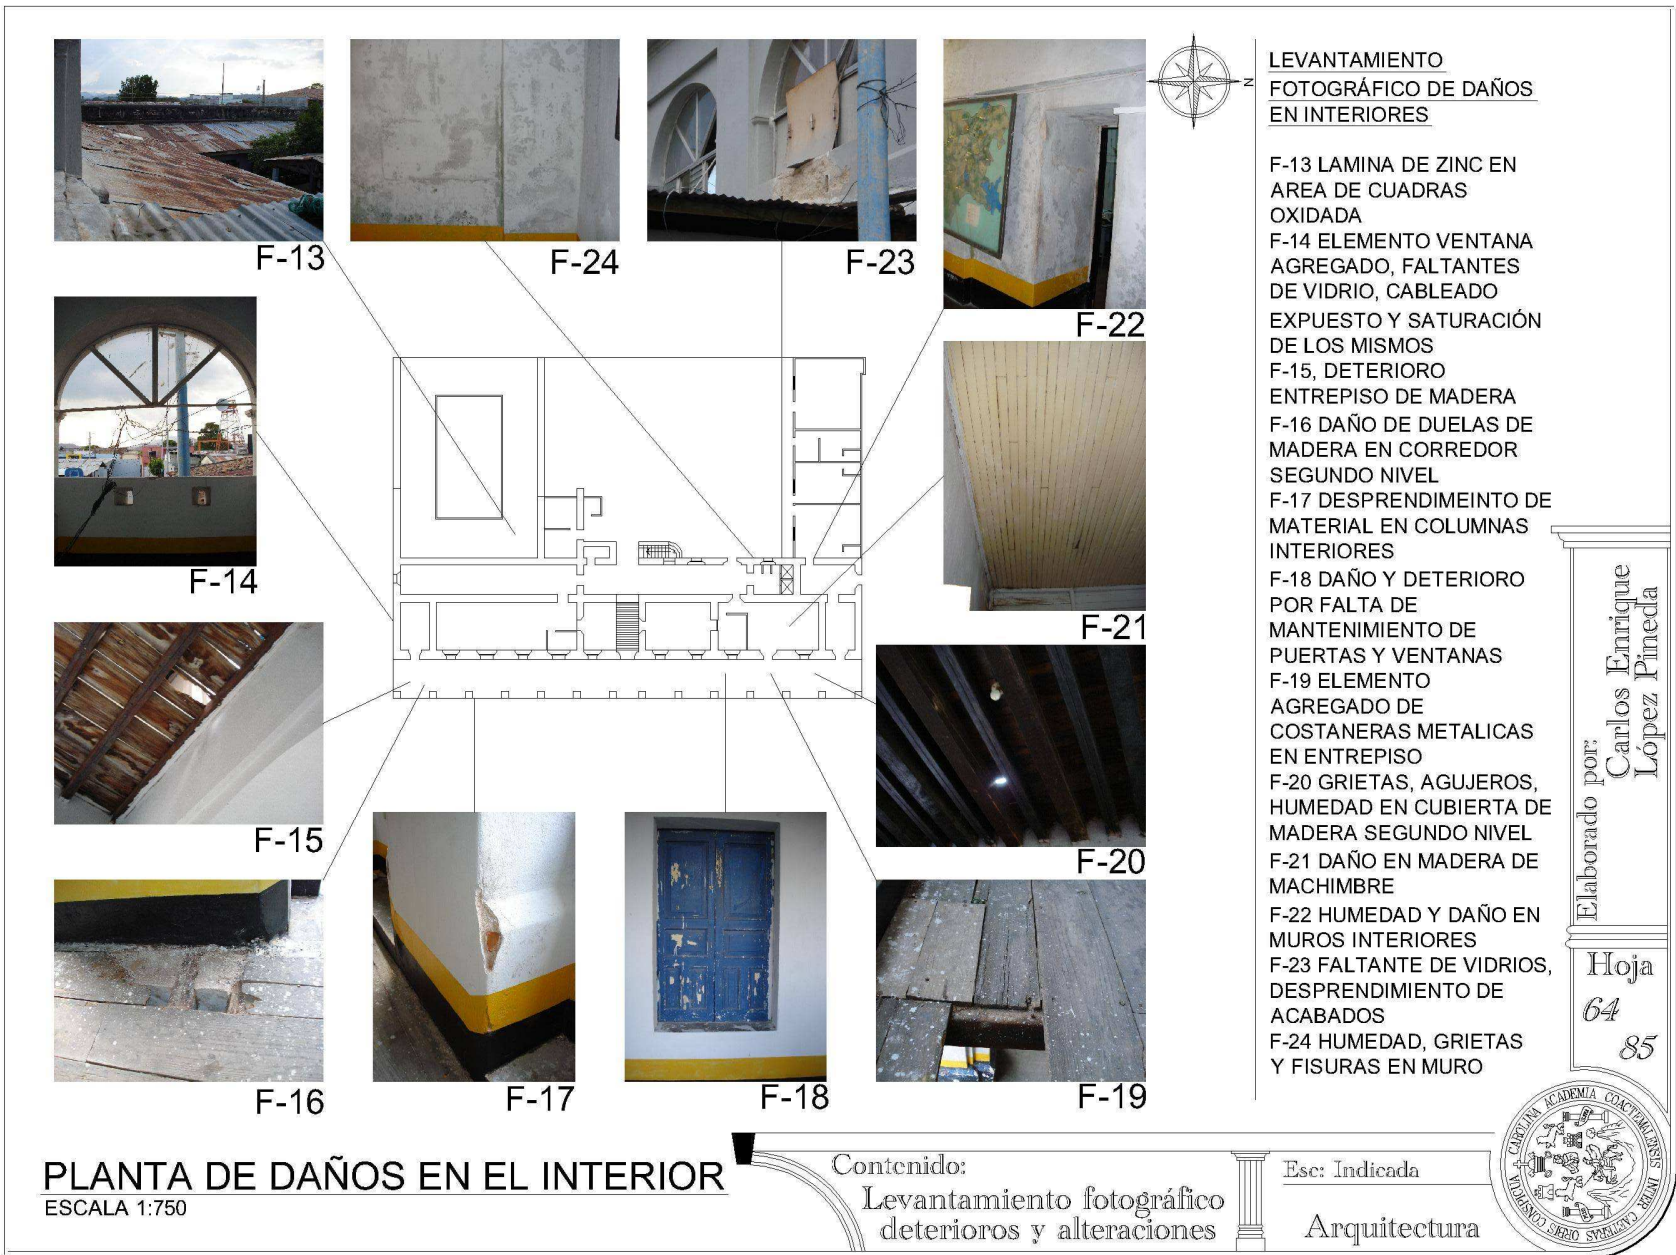 F-13
F-24
F-23
F-22
F-14
F-21
F-15
F-20
F-16
F-17
F-18
F-19
N
LEVANTAMIENTO
FOTOGRÁFICO DE DAÑOS
EN INTERIORES
F-13 LAMINA DE ZINC EN
AREA DE CUADRAS
OXIDADA
F-14 ELEMENTO VENTANA
AGREGADO, FALTANTES
DE VIDRIO, CABLEADO
EXPUESTO Y SATURACIÓN
DE LOS MISMOS
F-15, DETERIORO
ENTREPISO DE MADERA
F-16 DAÑO DE DUELAS DE
MADERA EN CORREDOR
SEGUNDO NIVEL
F-17 DESPRENDIMEINTO DE
MATERIAL EN COLUMNAS
INTERIORES
F-18 DAÑO Y DETERIORO
POR FALTA DE
MANTENIMIENTO DE
PUERTAS Y VENTANAS
F-19 ELEMENTO
AGREGADO DE
COSTANERAS METALICAS
EN ENTREPISO
F-20 GRIETAS, AGUJEROS,
HUMEDAD EN CUBIERTA DE
MADERA SEGUNDO NIVEL
F-21 DAÑO EN MADERA DE
MACHIMBRE
F-22 HUMEDAD Y DAÑO EN
MUROS INTERIORES
F-23 FALTANTE DE VIDRIOS,
DESPRENDIMIENTO DE
ACABADOS
F-24 HUMEDAD, GRIETAS
Y FISURAS EN MURO
Elaborado por:
Carlos Enrique
López Pineda
Hoja
64
85
PLANTA DE DAÑOS EN EL INTERIOR
ESCALA 1:750
Contenido:
Levantamiento fotográfico
deterioros y alteraciones
Esc: Indicada
Arquitectura
CAROLINA ACADEMIA COACTEMALENSIS INTER CAETERAS ORBIS CONSPICUA